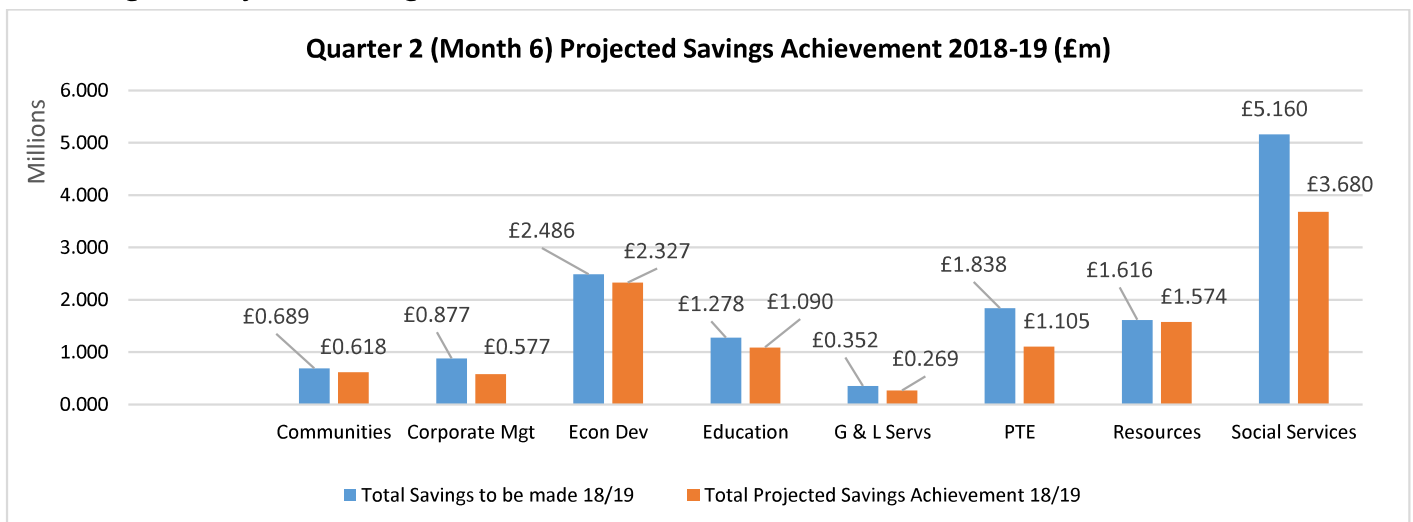 Quarter 2 (Month 6) Projected Savings Achievement 2018-19 (£m)
Millions
6.000
5.000
4.000
3.000
2.000
1.000
0.000
£0.689
£0.618
£0.877
£0.577
£2.486
£2.327
£1.278
£1.090
£0.352
£0.269
£1.838
£1.105
£1.616
£1.574
£5.160
£3.680
Communities
Corporate Mgt
Econ Dev
Education
G & L Servs
PTE
Resources
Social Services
Total Savings to be made 18/19
Total Projected Savings Achievement 18/19